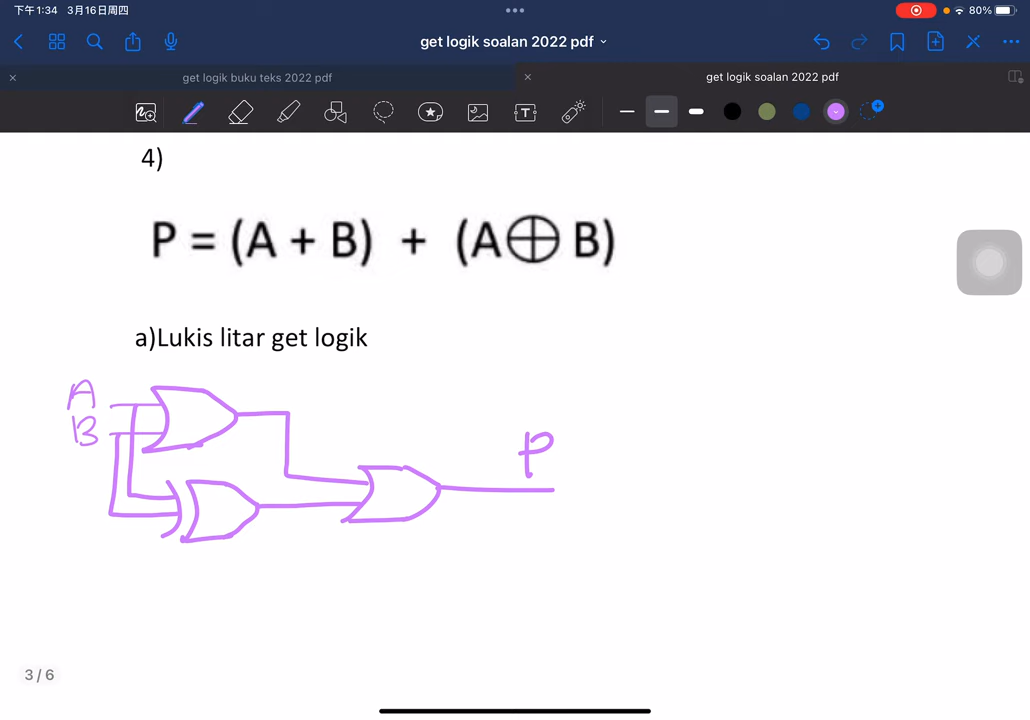 下午1:34 3月16日周四 80%
get logik soalan 2022 pdf
get logik buku teks 2022 pdf get logik soalan 2022 pdf
4)
P = (A + B) + (A ⊕ B)
a)Lukis litar get logik
A
B
P
3 / 6